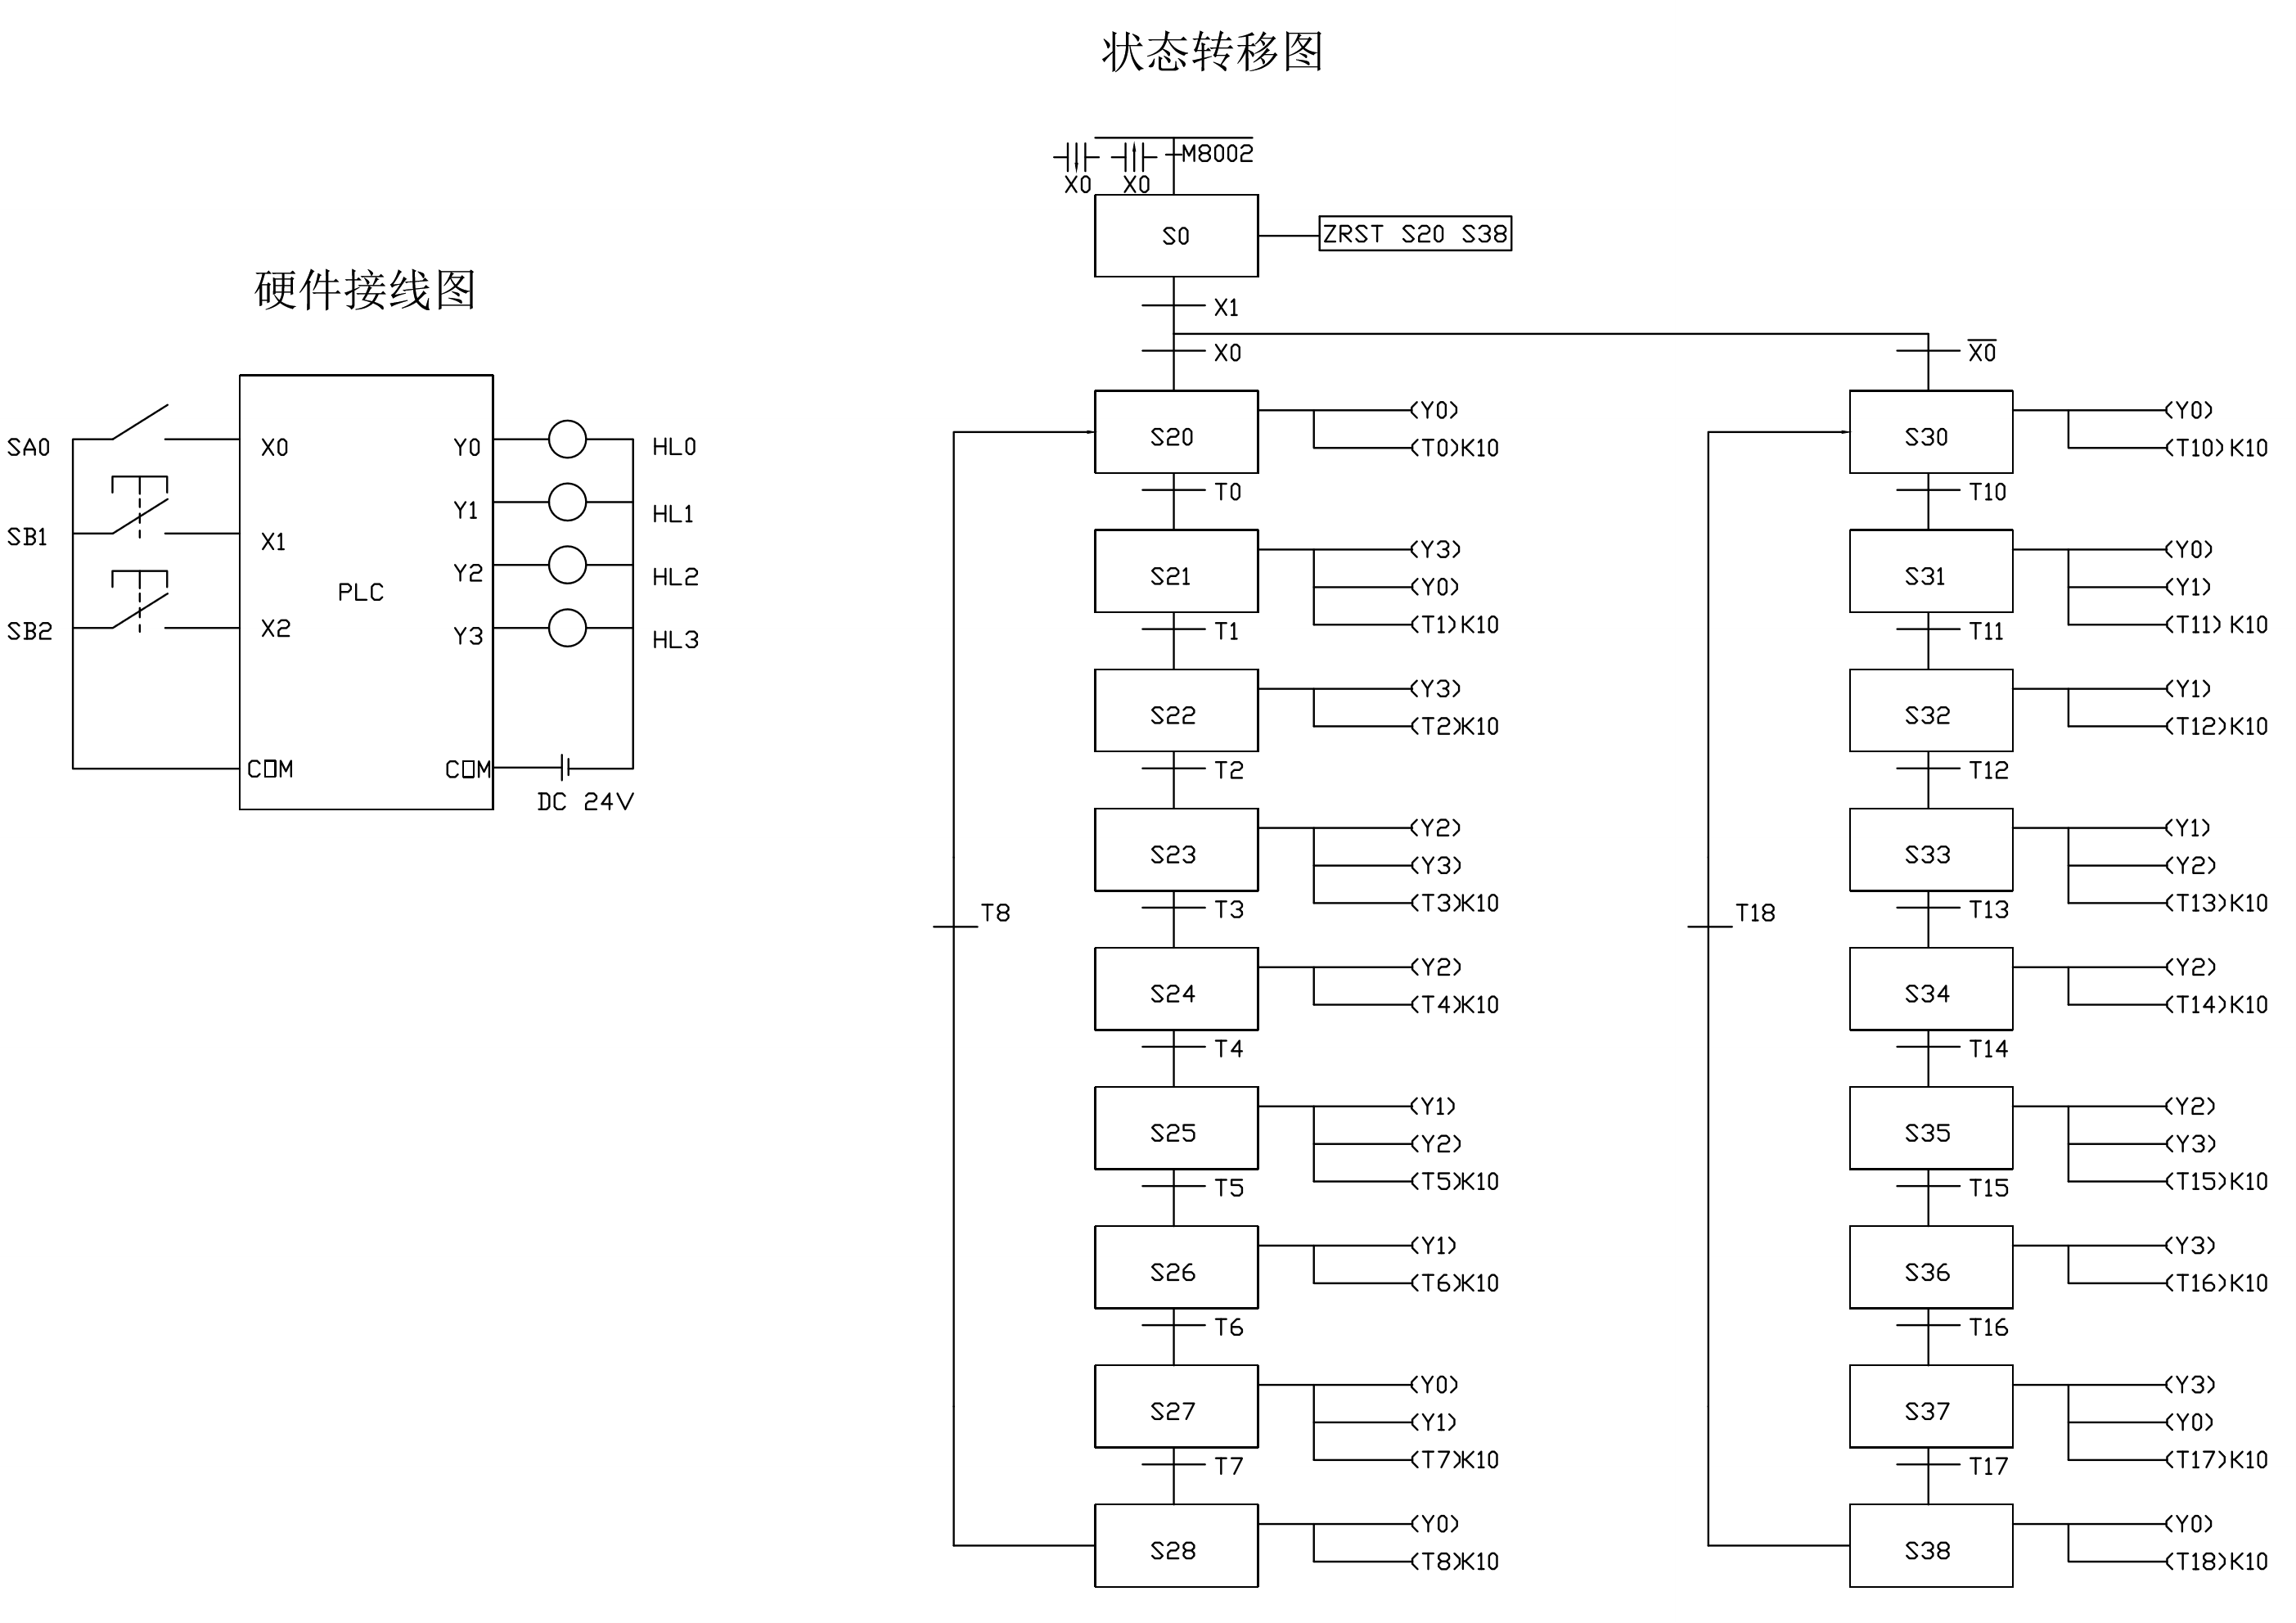 状态转移图
M8002
X0 X0
S0
ZRST S20 S38
X1
X0
X0
硬件接线图
SA0
X0
Y0
HL0
SB1
X1
Y1
HL1
SB2
X2
Y2
HL2
PLC
Y3
HL3
COM
COM
DC 24V
S20
(Y0)
(T0)K10
T0
S21
(Y3)
(Y0)
(T1)K10
T1
S22
(Y3)
(T2)K10
T2
S23
(Y2)
(Y3)
(T3)K10
T3
T8
S24
(Y2)
(T4)K10
T4
S25
(Y1)
(Y2)
(T5)K10
T5
S26
(Y1)
(T6)K10
T6
S27
(Y0)
(Y1)
(T7)K10
T7
S28
(Y0)
(T8)K10
S30
(Y0)
(T10)K10
T10
S31
(Y0)
(Y1)
(T11)K10
T11
S32
(Y1)
(T12)K10
T12
S33
(Y1)
(Y2)
(T13)K10
T13
T18
S34
(Y2)
(T14)K10
T14
S35
(Y2)
(Y3)
(T15)K10
T15
S36
(Y3)
(T16)K10
T16
S37
(Y3)
(Y0)
(T17)K10
T17
S38
(Y0)
(T18)K10